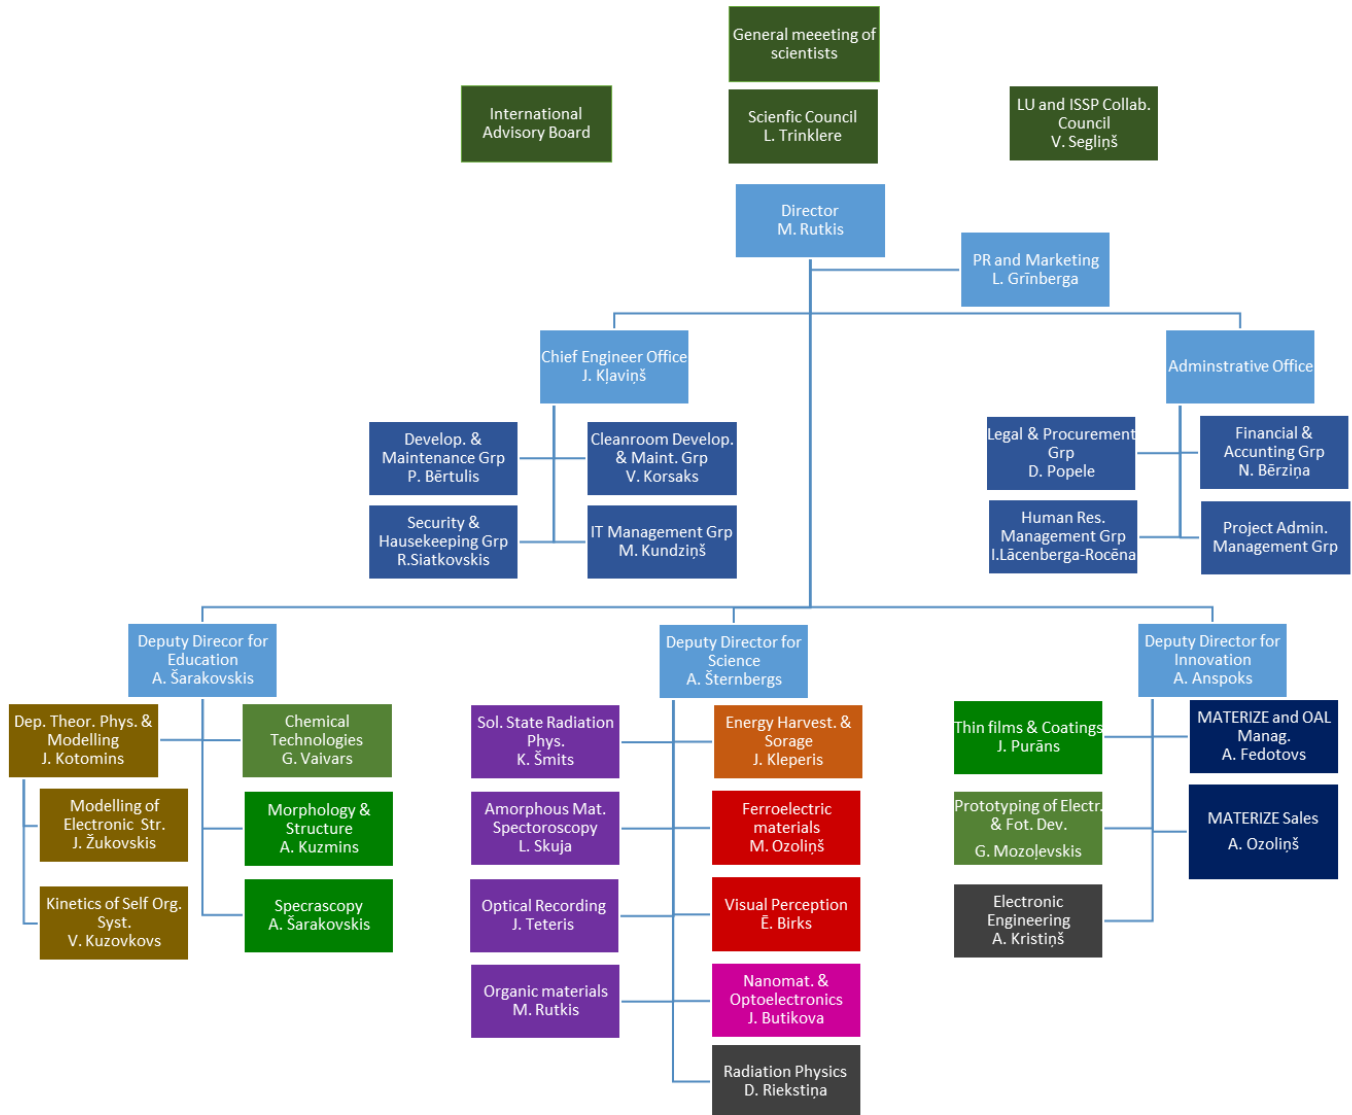 General meeeting of
scientists
International
Advisory Board
Scienfic Council
L. Trinklere
LU and ISSP Collab.
Council
V. Segliņš
Director
M. Rutkis
PR and Marketing
L. Grīnberga
Chief Engineer Office
J. Kļaviņš
Adminstrative Office
Develop. &
Maintenance Grp
P. Bērtulis
Cleanroom Develop.
& Maint. Grp
V. Korsaks
Legal & Procurement
Grp
D. Popele
Financial &
Accunting Grp
N. Bērziņa
Security &
Hausekeeping Grp
R.Siatkovskis
IT Management Grp
M. Kundziņš
Human Res.
Management Grp
I.Lācenberga-Rocēna
Project Admin.
Management Grp
Deputy Direcor for
Education
A. Šarakovskis
Deputy Director for
Science
A. Šternbergs
Deputy Director for
Innovation
A. Anspoks
Dep. Theor. Phys. &
Modelling
J. Kotomins
Chemical
Technologies
G. Vaivars
Modelling of
Electronic Str.
J. Žukovskis
Morphology &
Structure
A. Kuzmins
Kinetics of Self Org.
Syst.
V. Kuzovkovs
Specrascopy
A. Šarakovskis
Sol. State Radiation
Phys.
K. Šmits
Energy Harvest. &
Sorage
J. Kleperis
Amorphous Mat.
Spectoroscopy
L. Skuja
Ferroelectric
materials
M. Ozoliņš
Optical Recording
J. Teteris
Visual Perception
Ē. Birks
Organic materials
M. Rutkis
Nanomat. &
Optoelectronics
J. Butikova
Radiation Physics
D. Riekstiņa
Thin films & Coatings
J. Purāns
MATERIZE and OAL
Manag.
A. Fedotovs
Prototyping of Electr.
& Fot. Dev.
G. Mozoļevskis
MATERIZE Sales
A. Ozoliņš
Electronic
Engineering
A. Kristiņš